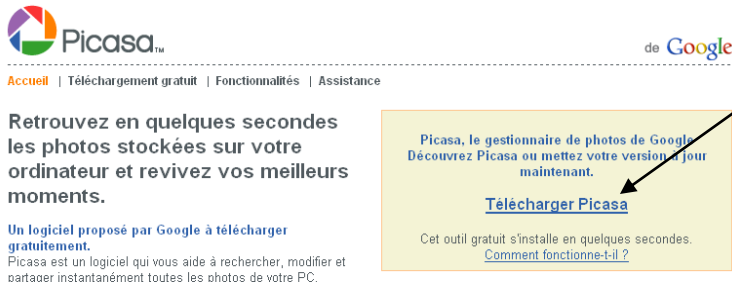 Picasa™
de Google
Accueil | Téléchargement gratuit | Fonctionnalités | Assistance
Retrouvez en quelques secondes
les photos stockées sur votre
ordinateur et revivez vos meilleurs
moments.
Un logiciel proposé par Google à télécharger
gratuitement.
Picasa est un logiciel qui vous aide à rechercher, modifier et
partager instantanément toutes les photos de votre PC.
Picasa, le gestionnaire de photos de Google
Découvrez Picasa ou mettez votre version à jour
maintenant.
Télécharger Picasa
Cet outil gratuit s'installe en quelques secondes.
Comment fonctionne-t-il ?